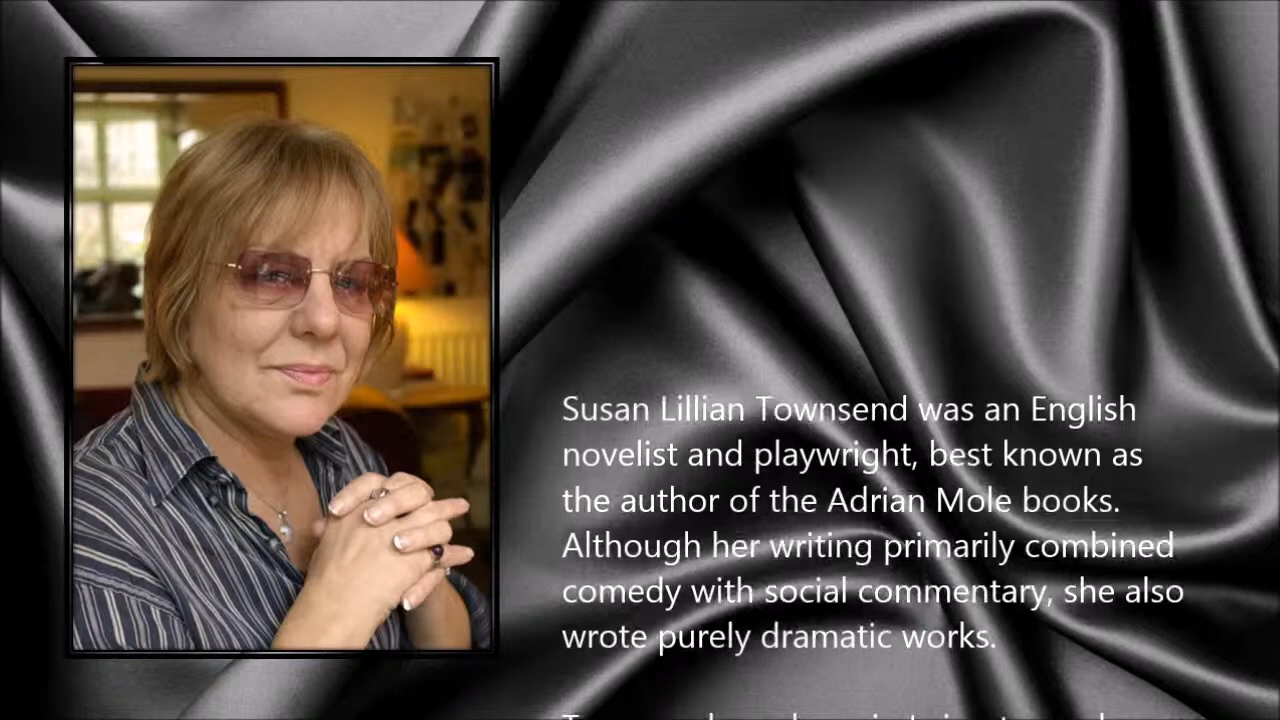 Susan Lillian Townsend was an English
novelist and playwright, best known as
the author of the Adrian Mole books.
Although her writing primarily combined
comedy with social commentary, she also
wrote purely dramatic works.